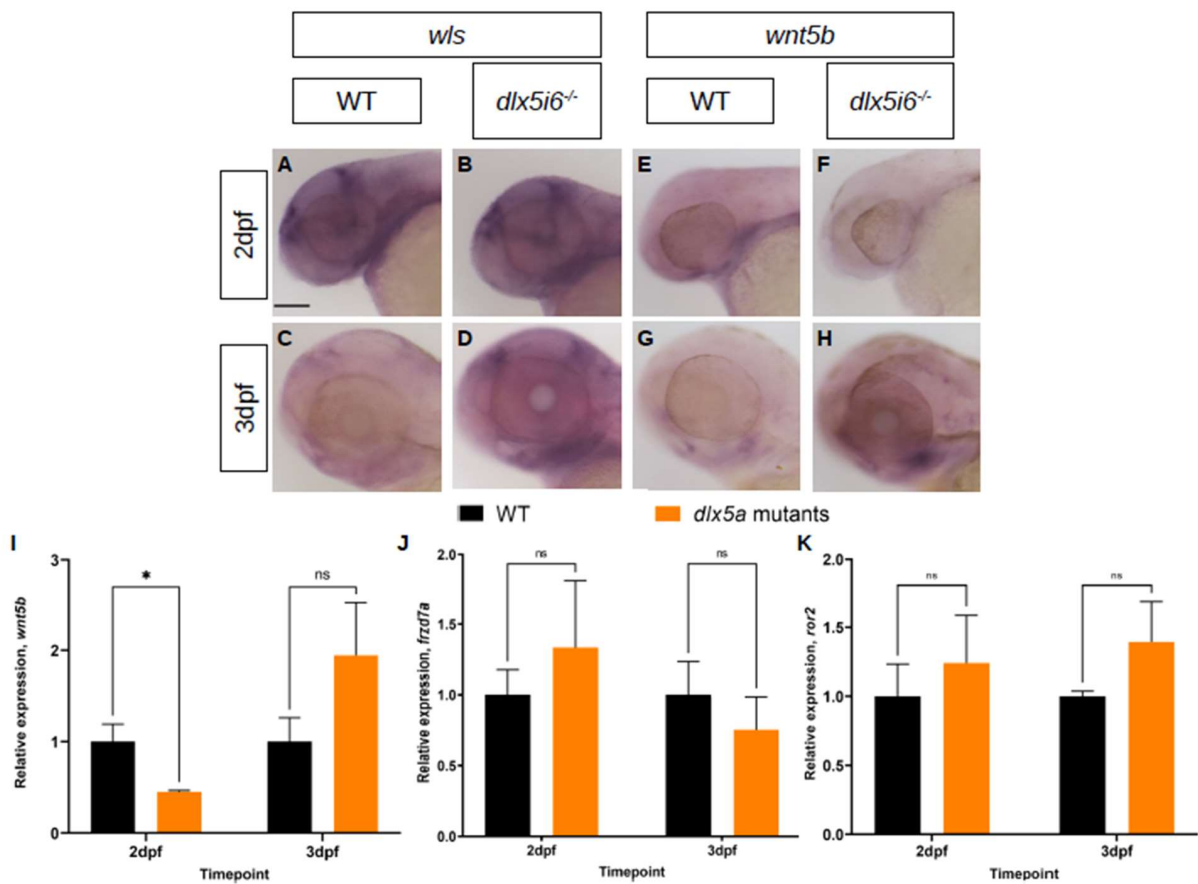 wls wnt5b
WT dlx5i6-/- WT dlx5i6-/-
2dpf
A B E F
3dpf
C D G H
WT dlx5a mutants
I
Relative expression, wnt5b
3
2
1
0
*
ns
2dpf 3dpf
Timepoint
J
Relative expression, frzd7a
2.0
1.5
1.0
0.5
0.0
ns
ns
2dpf 3dpf
Timepoint
K
Relative expression, ror2
2.0
1.5
1.0
0.5
0.0
ns
ns
2dpf 3dpf
Timepoint